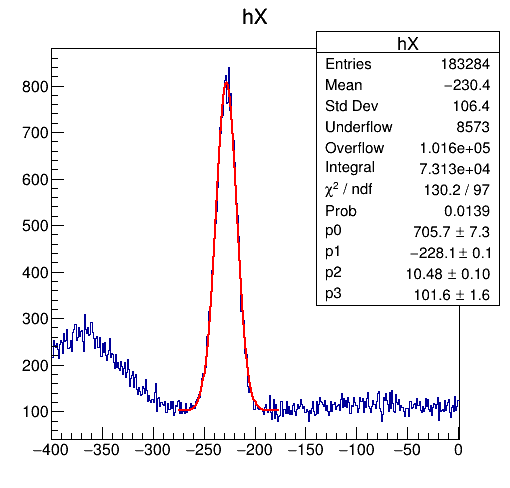 hX
hX
Entries 183284
Mean −230.4
Std Dev 106.4
Underflow 8573
Overflow 1.016e+05
Integral 7.313e+04
χ² / ndf 130.2 / 97
Prob 0.0139
p0 705.7 ± 7.3
p1 −228.1 ± 0.1
p2 10.48 ± 0.10
p3 101.6 ± 1.6
800
700
600
500
400
300
200
100
−400 −350 −300 −250 −200 −150 −100 −50 0